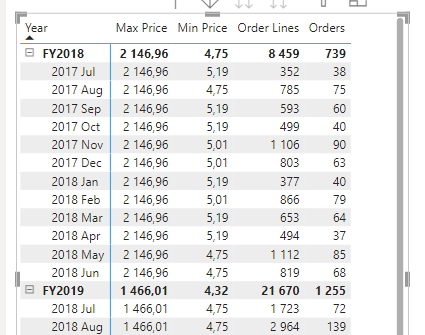 Year Max Price Min Price Order Lines Orders
FY2018 2 146,96 4,75 8 459 739
2017 Jul 2 146,96 5,19 352 38
2017 Aug 2 146,96 4,75 785 75
2017 Sep 2 146,96 5,19 593 60
2017 Oct 2 146,96 5,19 499 40
2017 Nov 2 146,96 5,01 1 106 90
2017 Dec 2 146,96 5,01 803 63
2018 Jan 2 146,96 5,19 377 40
2018 Feb 2 146,96 5,01 866 79
2018 Mar 2 146,96 5,19 653 64
2018 Apr 2 146,96 5,19 494 37
2018 May 2 146,96 4,75 1 112 85
2018 Jun 2 146,96 4,75 819 68
FY2019 1 466,01 4,32 21 670 1 255
2018 Jul 1 466,01 4,75 1 723 72
2018 Aug 1 466,01 4,75 2 964 139